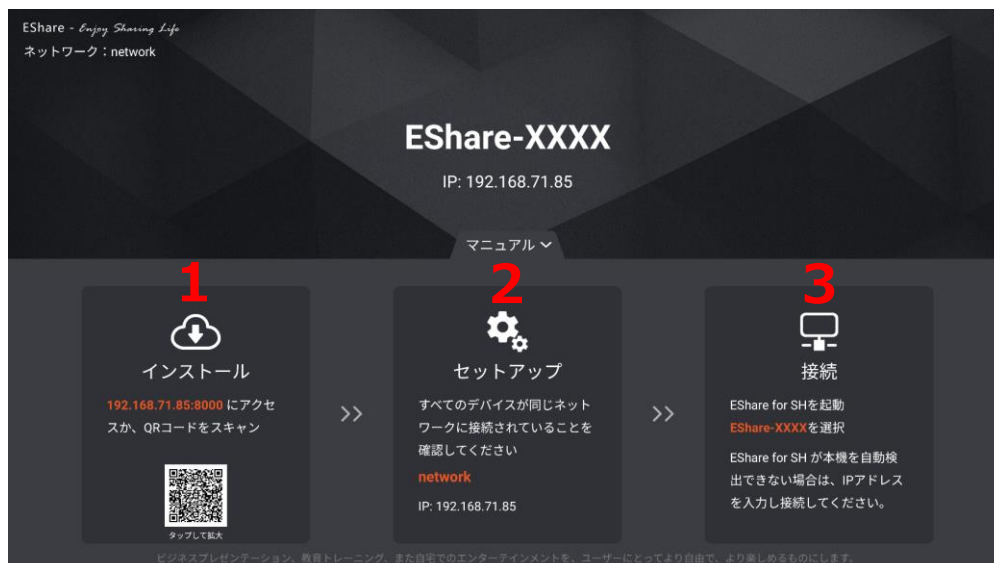 EShare - Enjoy Sharing Life
ネットワーク：network
EShare-XXXX
IP: 192.168.71.85
マニュアル
1
インストール
192.168.71.85:8000 にアクセ
スか、QRコードをスキャン
タップして拡大
2
セットアップ
すべてのデバイスが同じネット
ワークに接続されていることを
確認してください
network
IP: 192.168.71.85
3
接続
EShare for SHを起動
EShare-XXXXを選択
EShare for SH が本機を自動検
出できない場合は、IPアドレス
を入力し接続してください。
ビジネスプレゼンテーション、教育トレーニング、また自宅でのエンターテインメントを、ユーザーにとってより自由で、より楽しめるものにします。